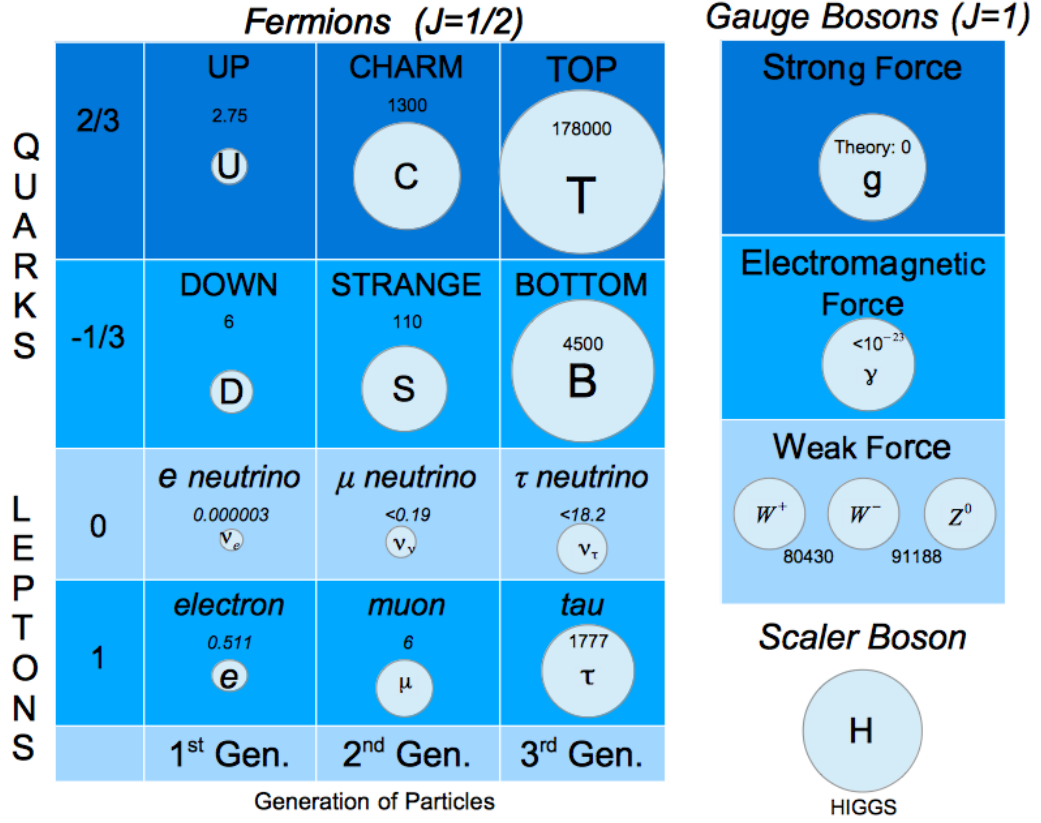 Fermions (J=1/2)
QUARKS
2/3
UP
2.75
U
CHARM
1300
C
TOP
178000
T
-1/3
DOWN
6
D
STRANGE
110
S
BOTTOM
4500
B
LEPTONS
0
e neutrino
0.000003
νe
μ neutrino
<0.19
νν
τ neutrino
<18.2
ντ
1
electron
0.511
e
muon
6
μ
tau
1777
τ
1st Gen.
2nd Gen.
3rd Gen.
Generation of Particles
Gauge Bosons (J=1)
Strong Force
Theory: 0
g
Electromagnetic
Force
<10⁻²³
γ
Weak Force
W⁺
W⁻
Z⁰
80430
91188
Scaler Boson
H
HIGGS